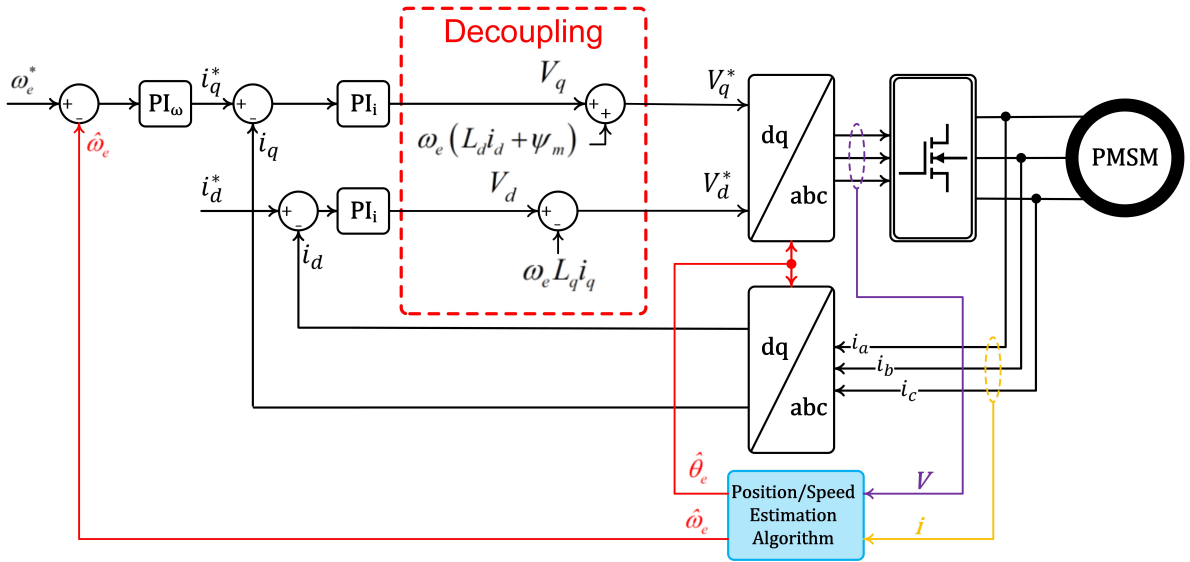 Decoupling
ω*e
+
-
ω̂e
PIω
i*q
+
-
iq
PIi
Vq
+
+
ωe(Ldid+ψm)
V*q
i*d
+
-
id
PIi
Vd
+
-
ωeLqiq
V*d
dq
abc
PMSM
dq
abc
ia
ib
ic
θ̂e
ω̂e
Position/Speed
Estimation
Algorithm
V
i